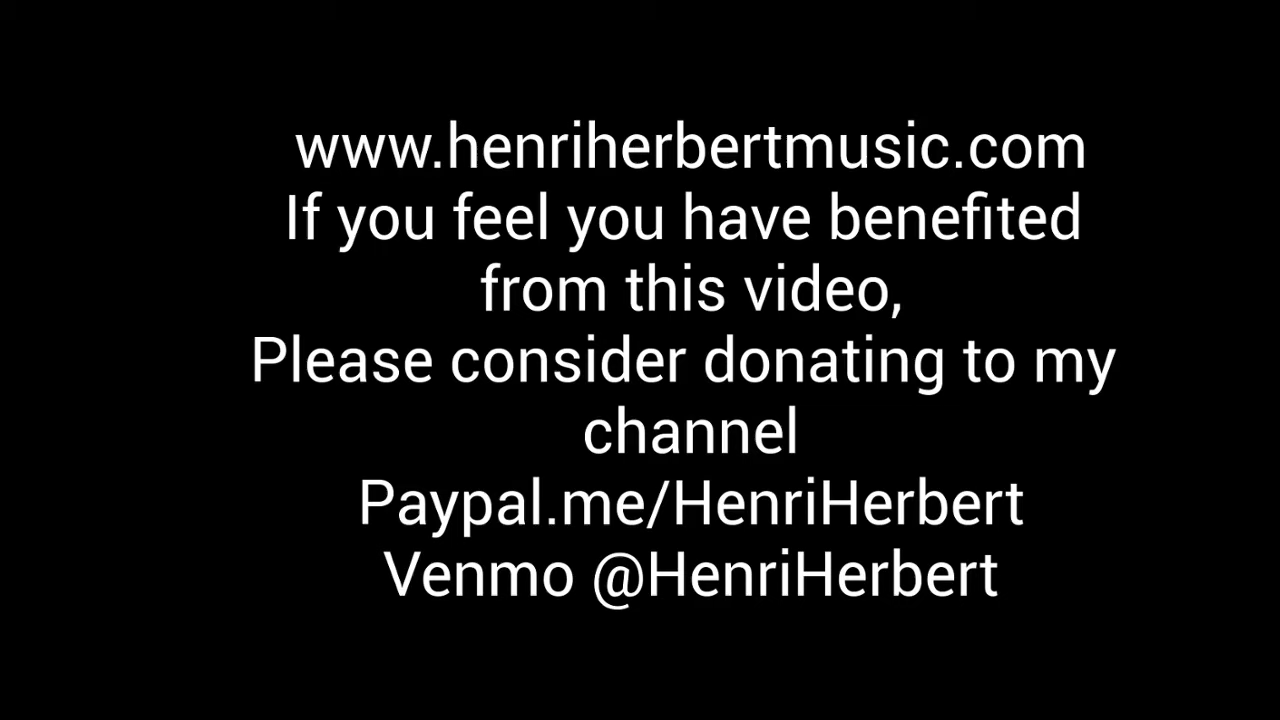 www.henriherbertmusic.com
If you feel you have benefited
from this video,
Please consider donating to my
channel
Paypal.me/HenriHerbert
Venmo @HenriHerbert